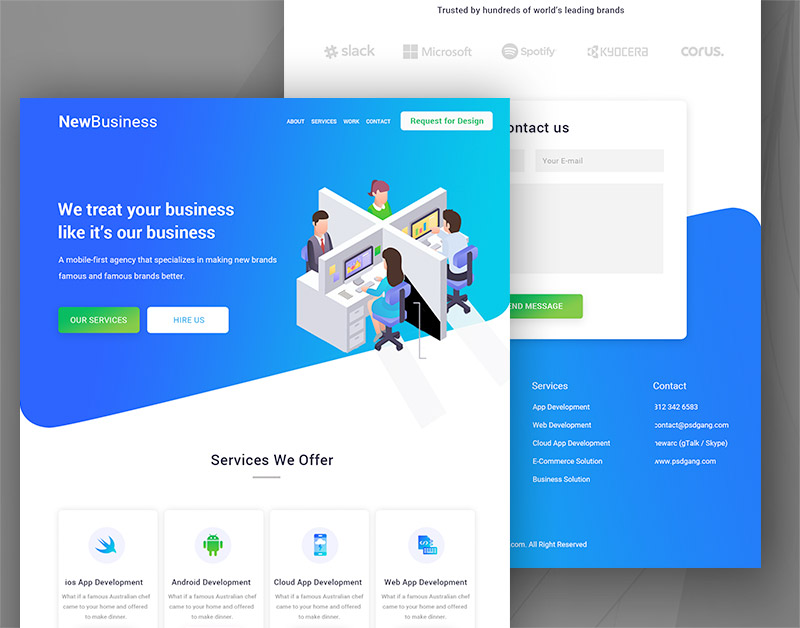 Trusted by hundreds of world's leading brands
slack
Microsoft
Spotify
KYOCERA
corus.
NewBusiness
ABOUT SERVICES WORK CONTACT
Request for Design
We treat your business
like it's our business
A mobile-first agency that specializes in making new brands
famous and famous brands better.
OUR SERVICES
HIRE US
ontact us
Your E-mail
END MESSAGE
Services
App Development
Web Development
Cloud App Development
E-Commerce Solution
Business Solution
Contact
312 342 6583
contact@psdgang.com
newarc (gTalk / Skype)
www.psdgang.com
.com. All Right Reserved
Services We Offer
ios App Development
What if a famous Australian chef
came to your home and offered
to make dinner.
Android Development
What if a famous Australian chef
came to your home and offered
to make dinner.
Cloud App Development
What if a famous Australian chef
came to your home and offered
to make dinner.
Web App Development
What if a famous Australian chef
came to your home and offered
to make dinner.